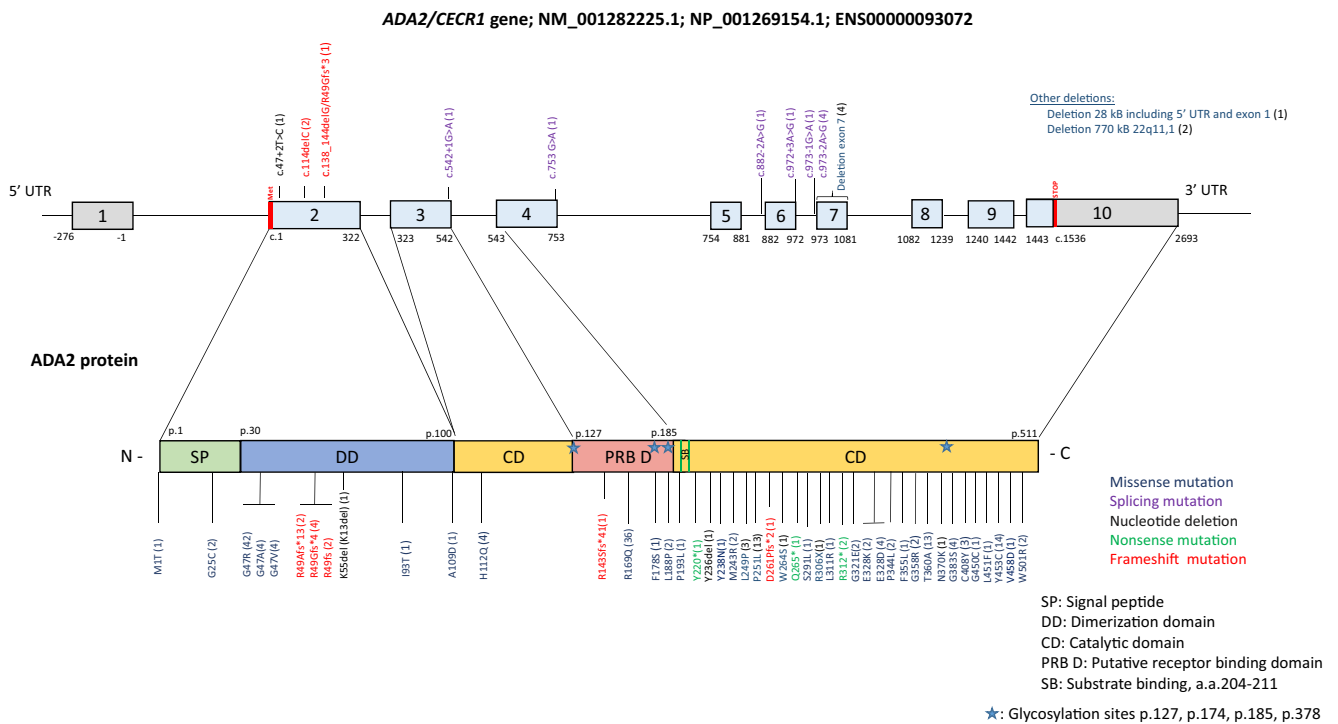 ADA2/CECR1 gene; NM_001282225.1; NP_001269154.1; ENS00000093072
c.47+2T>C (1)
c.114delC (2)
c.138_144delG/R49Gfs*3 (1)
c.542+1G>A (1)
c.753 G>A (1)
c.882-2A>G (1)
c.972+3A>G (1)
c.973-1G>A (1)
c.973-2A>G (4)
Deletion exon 7 (4)
Other deletions:
Deletion 28 kB including 5' UTR and exon 1 (1)
Deletion 770 kB 22q11,1 (2)
5' UTR
Met
STOP
3' UTR
1 2 3 4 5 6 7 8 9 10
-276 -1 c.1 322 323 542 543 753 754 881 882 972 973 1081 1082 1239 1240 1442 1443 c.1536 2693
ADA2 protein
p.1 p.30 p.100 p.127 p.185 p.511
N - SP DD CD PRB D SB CD - C
M1T (1)
G25C (2)
G47R (42)
G47A(4)
G47V(4)
R49Afs*13 (2)
R49Gfs*4 (4)
R49fs (2)
K55del (K13del) (1)
I93T (1)
A109D (1)
H112Q (4)
R143Sfs*41(1)
R169Q (36)
F178S (1)
L188P (2)
P193L (1)
Y220*(1)
Y236del (1)
Y238N(1)
M243R (2)
L249P (3)
P251L (13)
D261Pfs*2 (1)
W264S (1)
Q265* (1)
S291L (1)
R306X(1)
L311R (1)
R312* (2)
G321E(2)
E328K (2)
E328D (4)
P344L (2)
F355L (1)
G358R (2)
T360A (13)
N370K (1)
G383S (4)
C408Y (3)
G450C (1)
L451F (1)
Y453C (14)
V458D (1)
W501R (2)
Missense mutation
Splicing mutation
Nucleotide deletion
Nonsense mutation
Frameshift mutation
SP: Signal peptide
DD: Dimerization domain
CD: Catalytic domain
PRB D: Putative receptor binding domain
SB: Substrate binding, a.a.204-211
: Glycosylation sites p.127, p.174, p.185, p.378